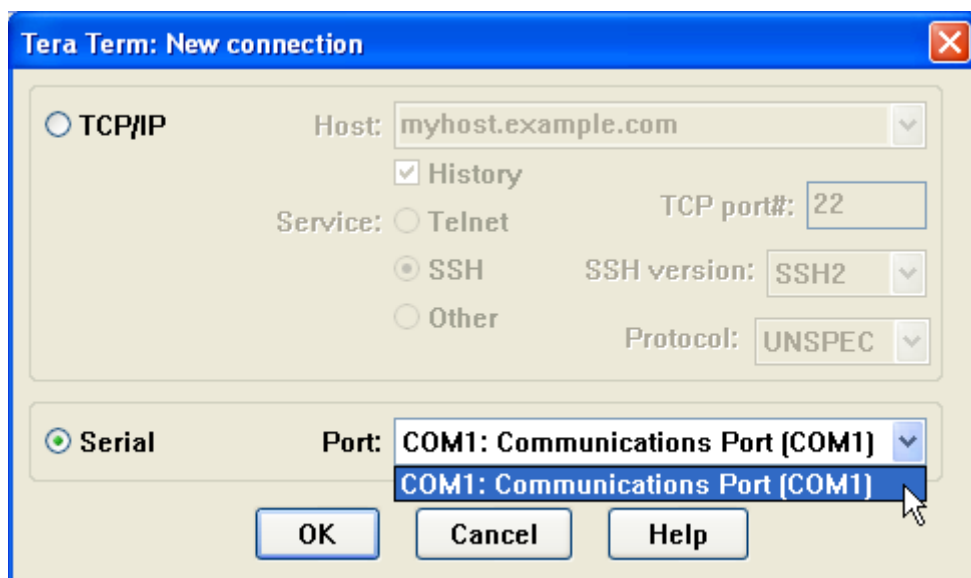 Tera Term: New connection
TCP/IP
Host: myhost.example.com
History
Service: Telnet
TCP port#: 22
SSH
SSH version: SSH2
Other
Protocol: UNSPEC
Serial
Port: COM1: Communications Port (COM1)
COM1: Communications Port (COM1)
OK
Cancel
Help